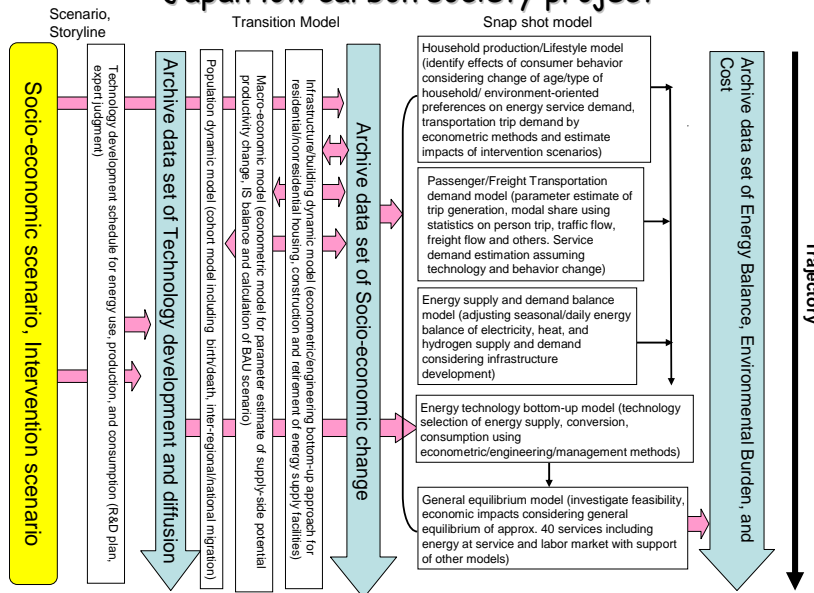 Japan low carbon society project
Scenario,
Storyline
Transition Model
Snap shot model
Socio-economic scenario, Intervention scenario
Technology development schedule for energy use, production, and consumption (R&D plan,
expert judgment)
Archive data set of Technology development and diffusion
Population dynamic model (cohort model including birth/death, inter-regional/national migration)
Macro-economic model (econometric model for parameter estimate of supply-side potential
productivity change, IS balance and calculation of BAU scenario)
Infrastructure/building dynamic model (econometric/engineering bottom-up approach for
residential/nonresidential housing, construction and retirement of energy supply facilities)
Archive data set of Socio-economic change
Household production/Lifestyle model
(identify effects of consumer behavior
considering change of age/type of
household/ environment-oriented
preferences on energy service demand,
transportation trip demand by
econometric methods and estimate
impacts of intervention scenarios)
Passenger/Freight Transportation
demand model (parameter estimate of
trip generation, modal share using
statistics on person trip, traffic flow,
freight flow and others. Service
demand estimation assuming
technology and behavior change)
Energy supply and demand balance
model (adjusting seasonal/daily energy
balance of electricity, heat, and
hydrogen supply and demand
considering infrastructure
development)
Energy technology bottom-up model (technology
selection of energy supply, conversion,
consumption using
econometric/engineering/management methods)
General equilibrium model (investigate feasibility,
economic impacts considering general
equilibrium of approx. 40 services including
energy at service and labor market with support
of other models)
Archive data set of Energy Balance, Environmental Burden, and
Cost
Trajectory